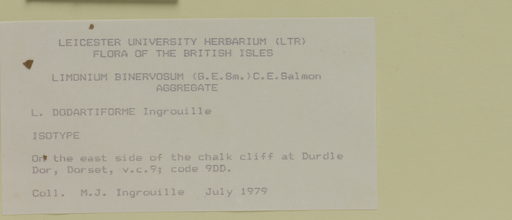 LEICESTER UNIVERSITY HERBARIUM (LTR)
FLORA OF THE BRITISH ISLES
LIMONIUM BINERVOSUM (G.E.Sm.)C.E.Salmon
AGGREGATE
L. DODARTIFORME Ingrouille
ISOTYPE
On the east side of the chalk cliff at Durdle
Dor, Dorset, v.c.9; code 9DD.
Coll. M.J. Ingrouille July 1979